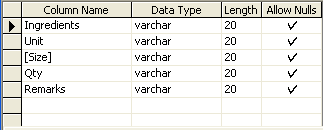 Column Name Data Type Length Allow Nulls
Ingredients varchar 20
Unit varchar 20
[Size] varchar 20
Qty varchar 20
Remarks varchar 20